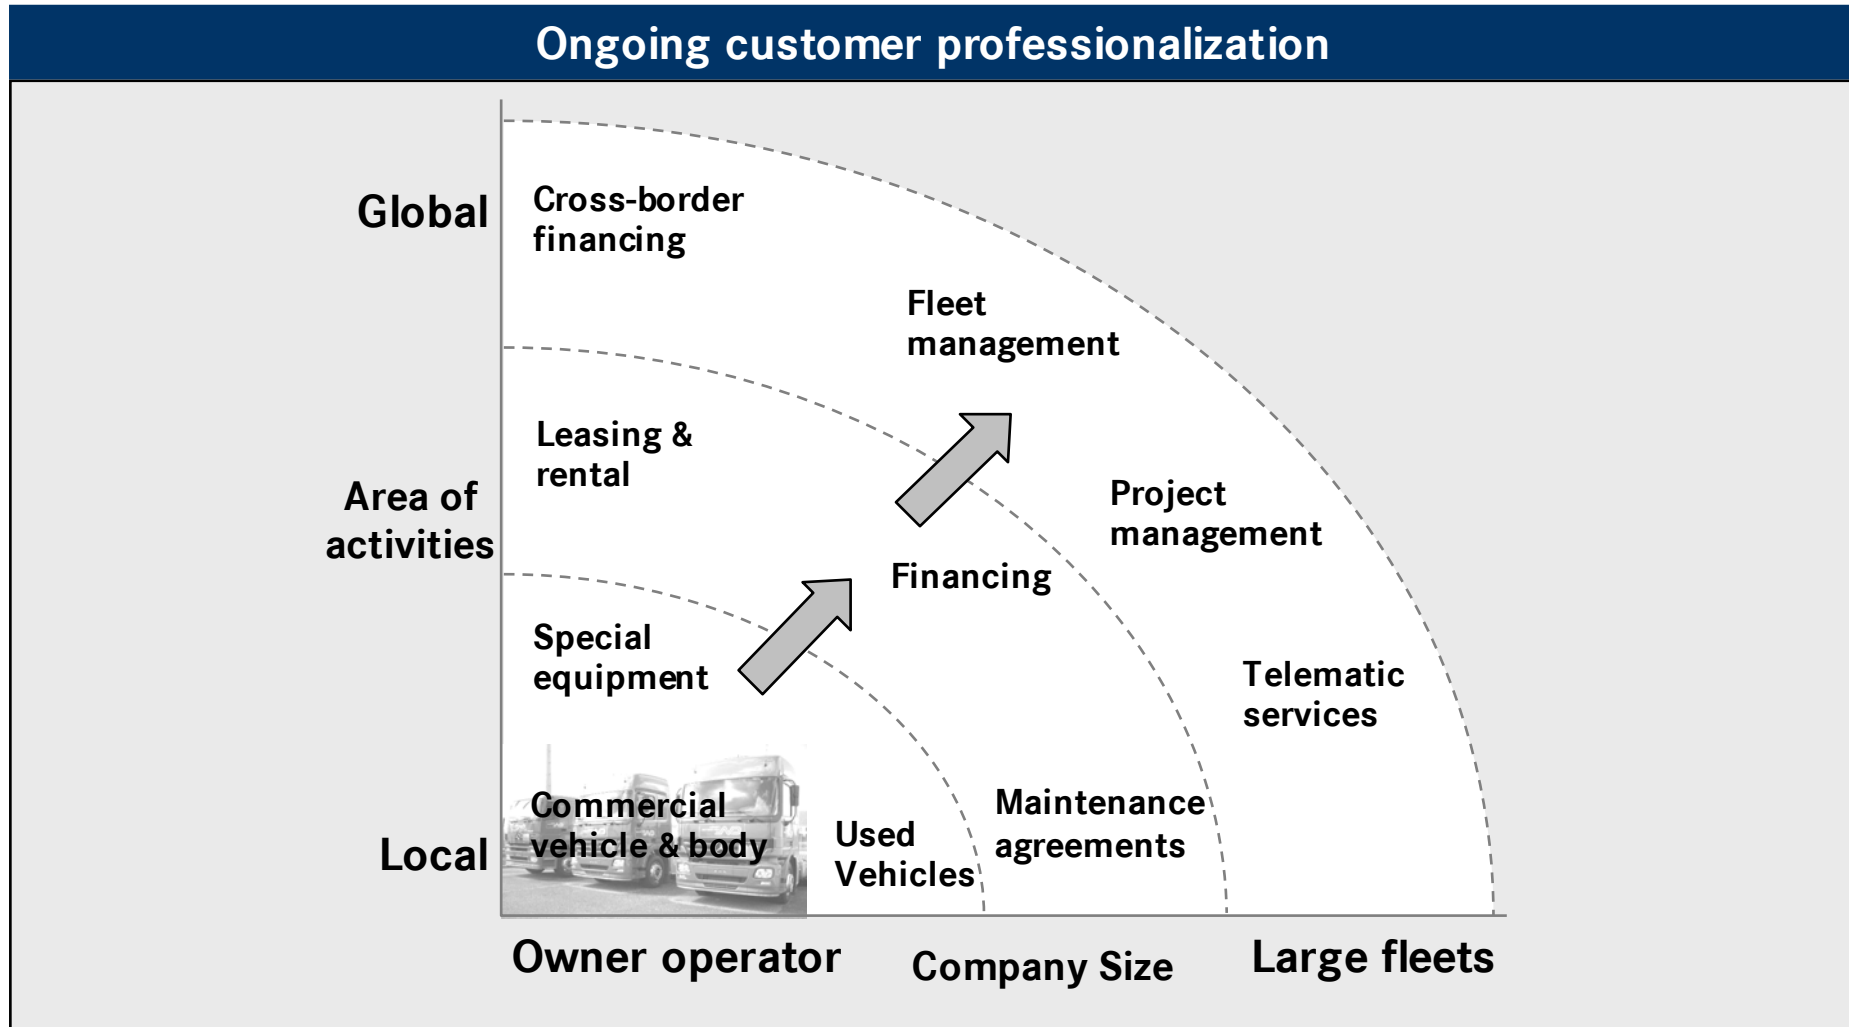 Ongoing customer professionalization
Global
Cross-border
financing
Fleet
management
Leasing &
rental
Area of
activities
Project
management
Financing
Special
equipment
Telematic
services
Commercial
vehicle & body
Maintenance
agreements
Used
Vehicles
Local
Owner operator
Company Size
Large fleets